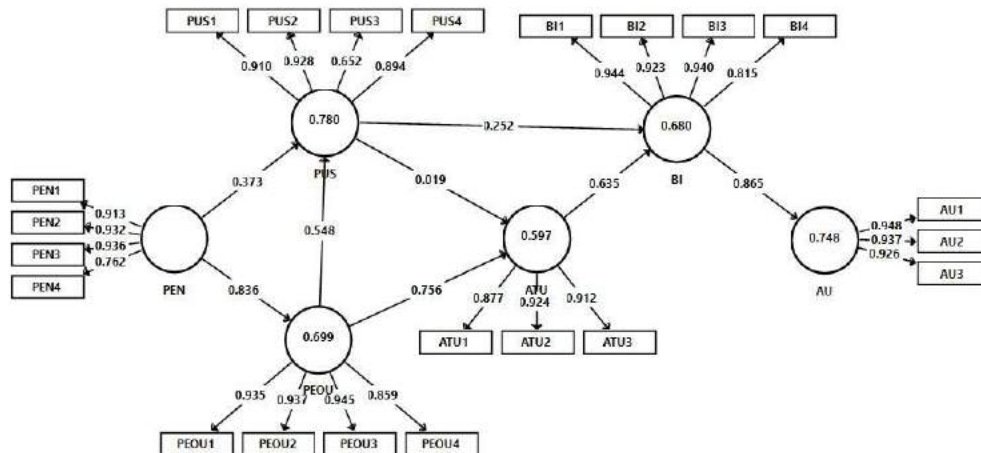 PUS1 PUS2 PUS3 PUS4
BI1 BI2 BI3 BI4
0.910 0.928 0.652 0.894
0.944 0.923 0.940 0.815
0.780
0.252
0.680
PUS
BI
0.373
0.019
0.635
0.865
PEN1
PEN2
PEN3
PEN4
0.913
0.932
0.936
0.762
PEN
0.548
0.597
ATU
0.748
AU
0.948
0.937
0.926
AU1
AU2
AU3
0.836
0.756
0.877 0.924 0.912
0.699
PEOU
ATU1 ATU2 ATU3
0.935 0.937 0.945 0.859
PEOU1 PEOU2 PEOU3 PEOU4